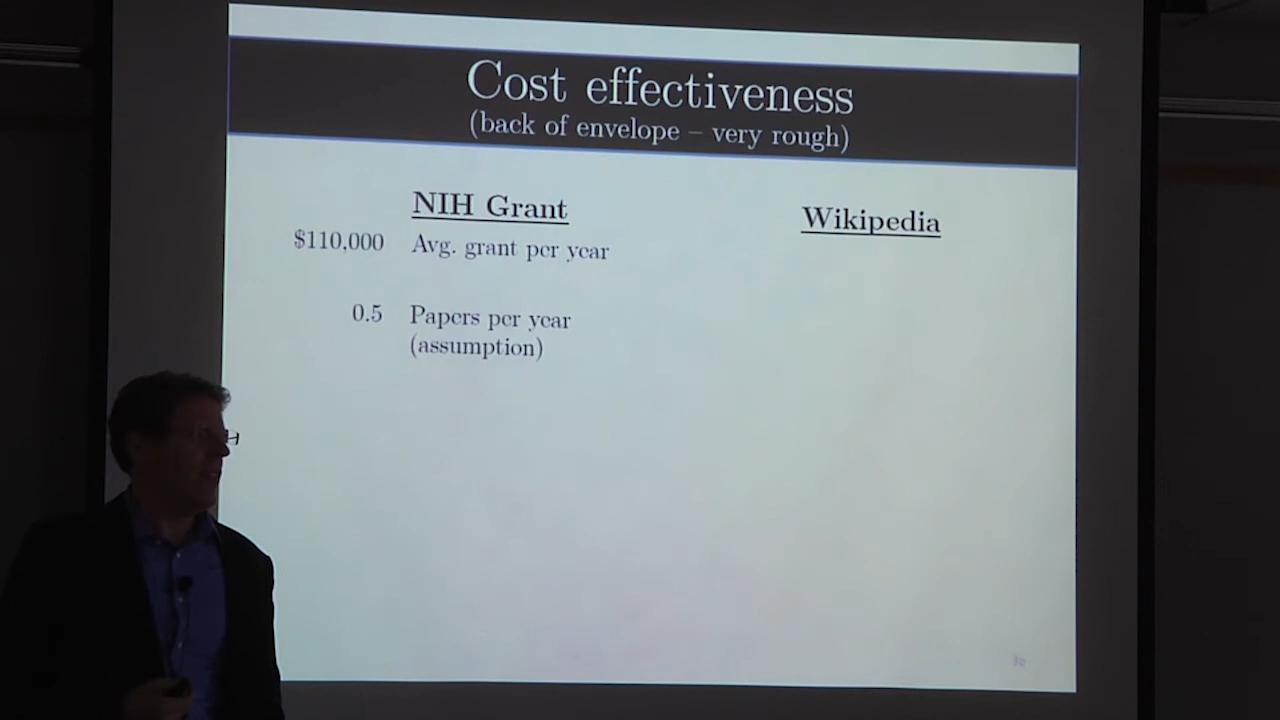 Cost effectiveness
(back of envelope – very rough)
NIH Grant
Wikipedia
$110,000 Avg. grant per year
0.5 Papers per year
(assumption)